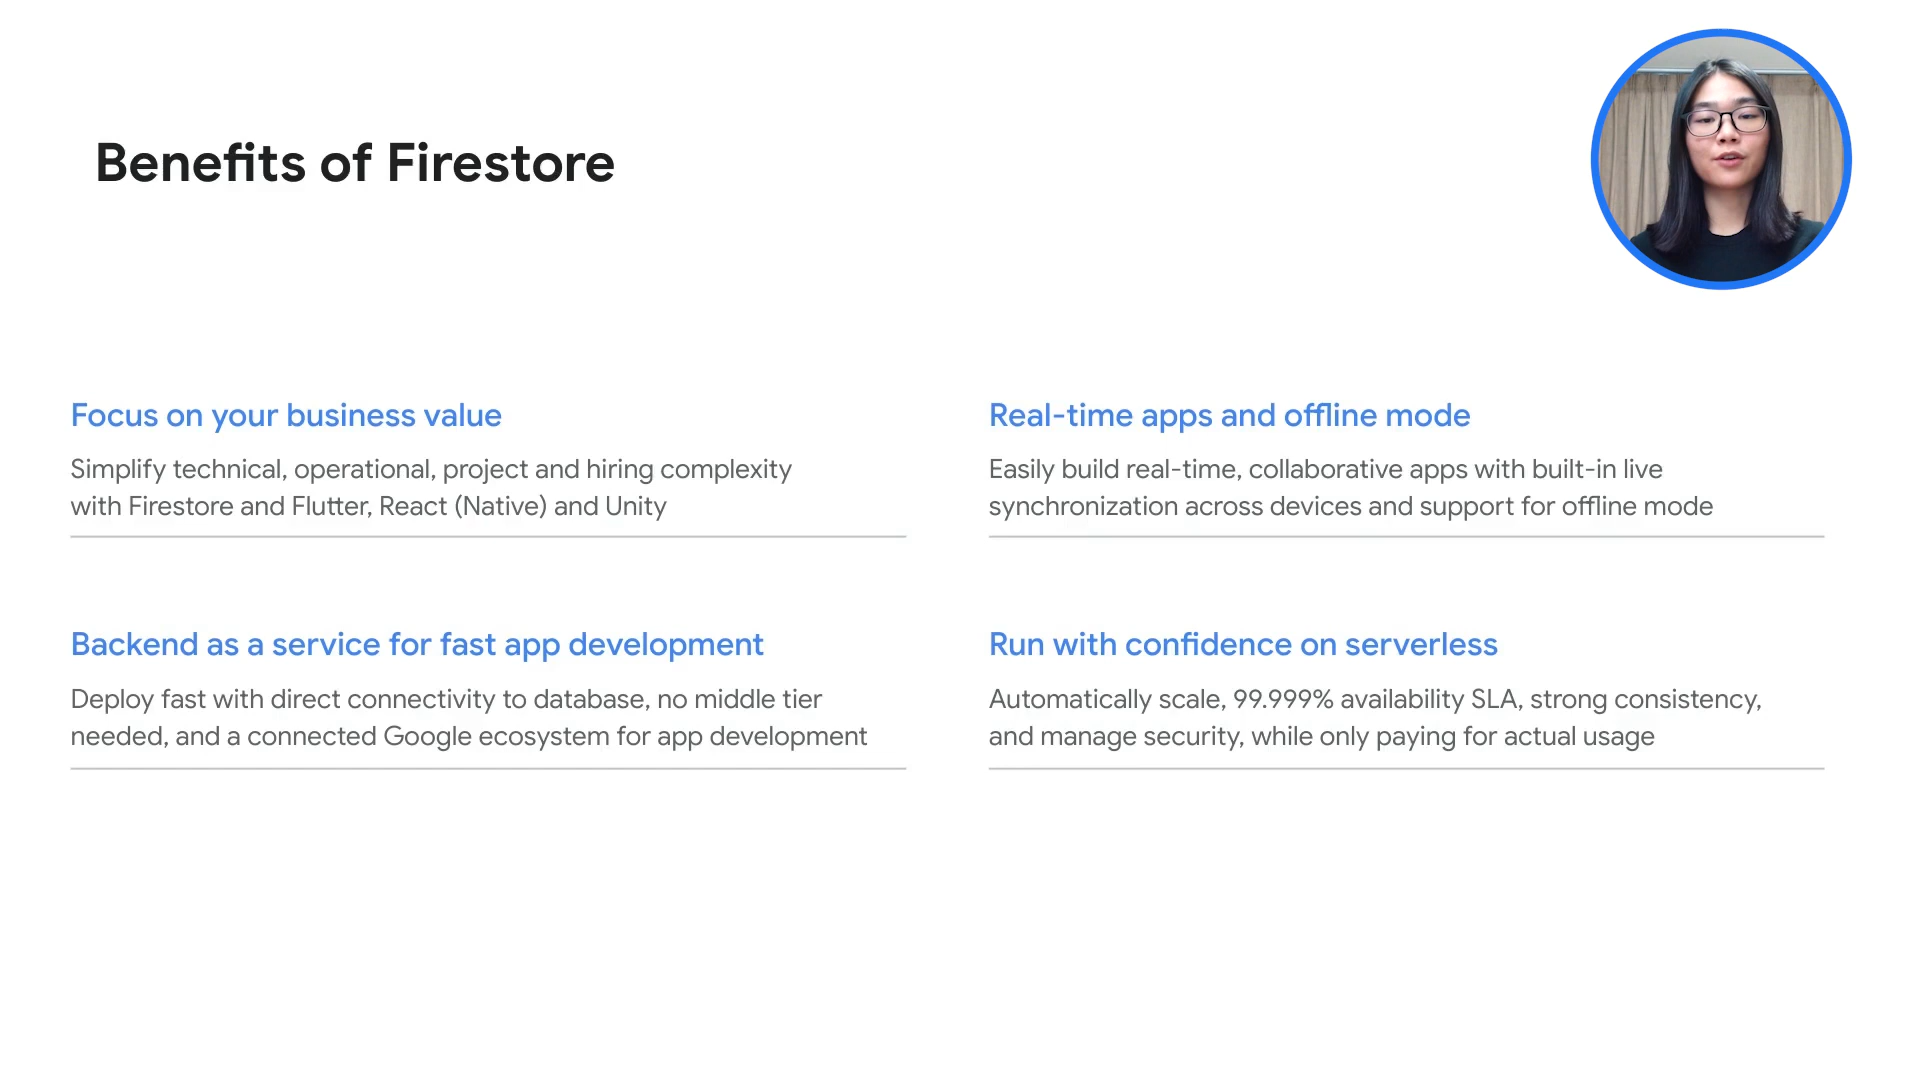 Benefits of Firestore
Focus on your business value
Simplify technical, operational, project and hiring complexity
with Firestore and Flutter, React (Native) and Unity
Real-time apps and offline mode
Easily build real-time, collaborative apps with built-in live
synchronization across devices and support for offline mode
Backend as a service for fast app development
Deploy fast with direct connectivity to database, no middle tier
needed, and a connected Google ecosystem for app development
Run with confidence on serverless
Automatically scale, 99.999% availability SLA, strong consistency,
and manage security, while only paying for actual usage